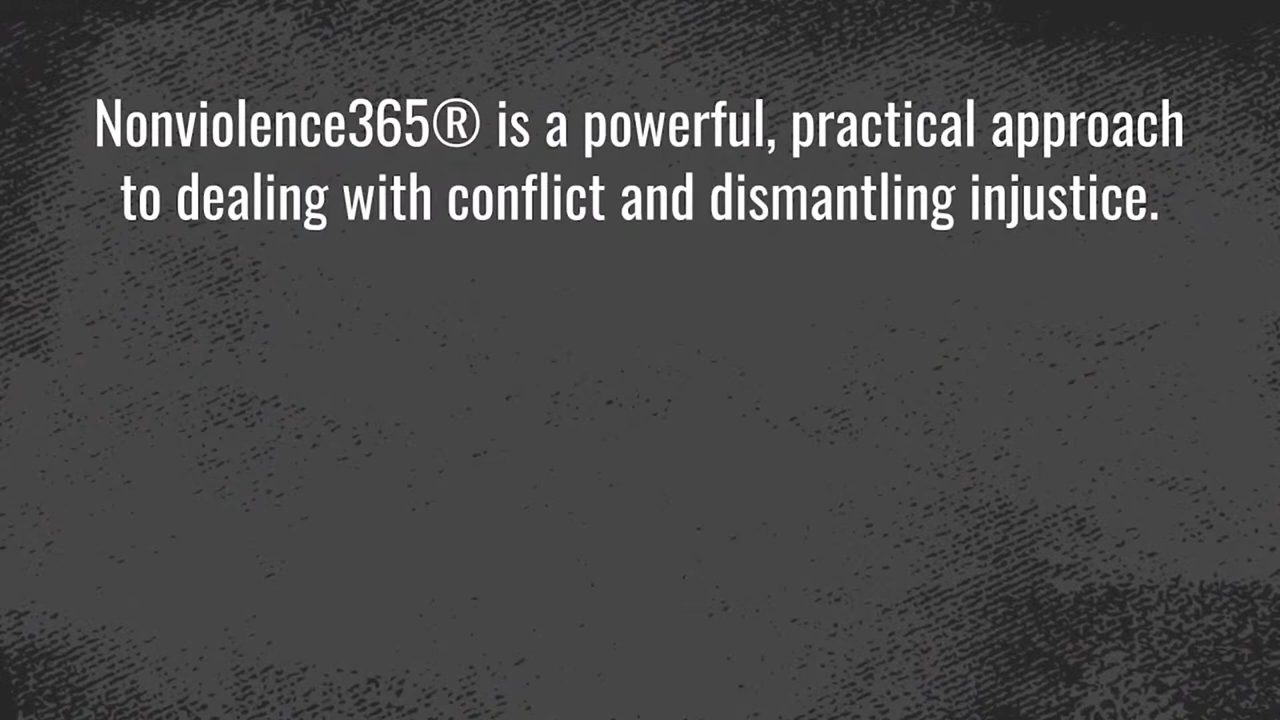 Nonviolence365® is a powerful, practical approach
to dealing with conflict and dismantling injustice.